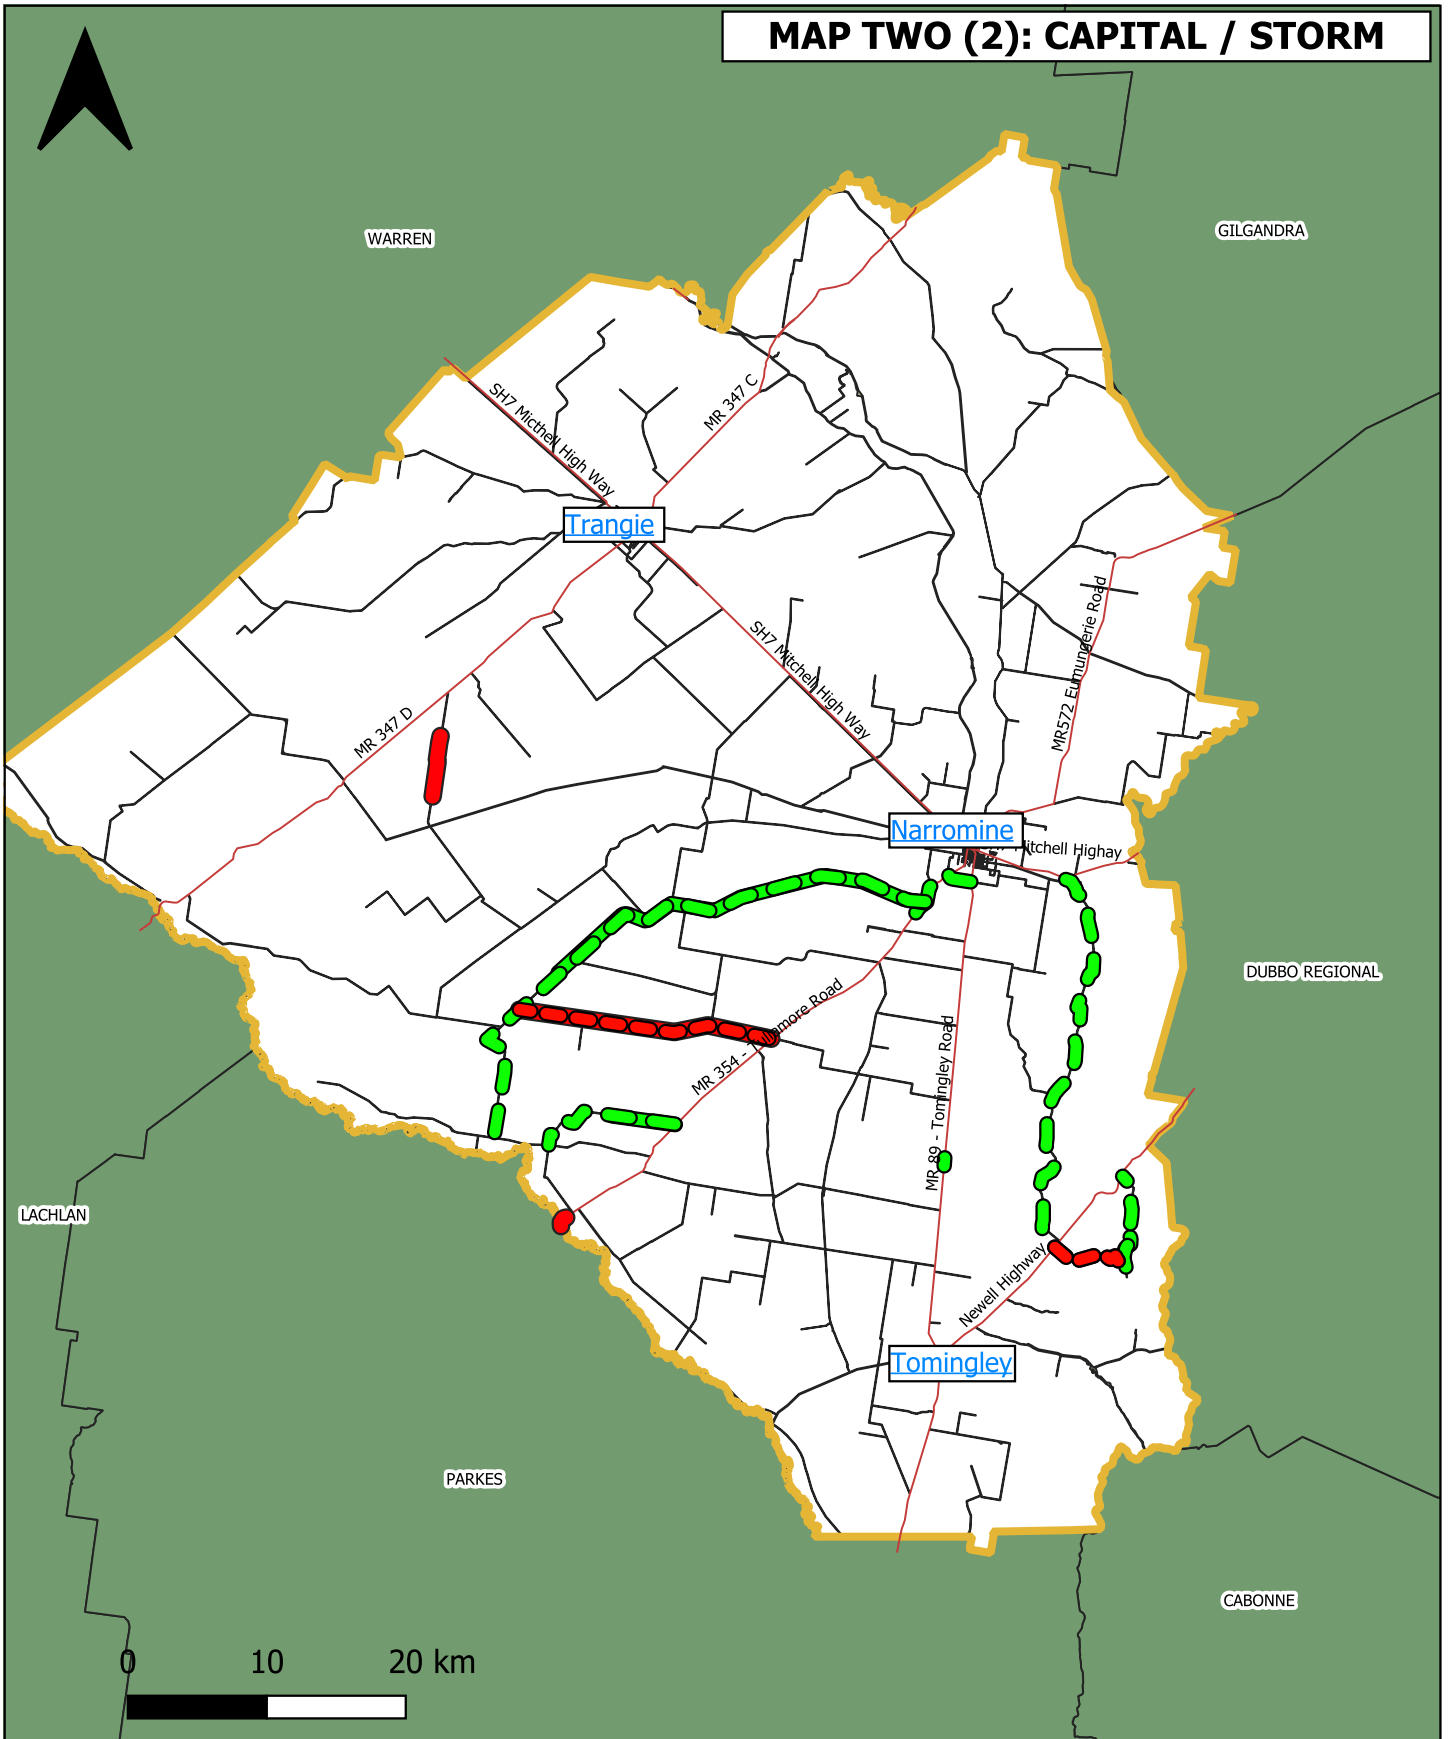 MAP TWO (2): CAPITAL / STORM
WARREN
GILGANDRA
SH7 Micthell High Way
MR 347 C
Trangie
SH7 Mitchell High Way
MR572 Eumungerie Road
MR 347 D
Narromine
Mitchell Highay
DUBBO REGIONAL
MR 354 - Tullamore Road
MR 89 - Tomingley Road
LACHLAN
Newell Highway
Tomingley
PARKES
CABONNE
0 10 20 km